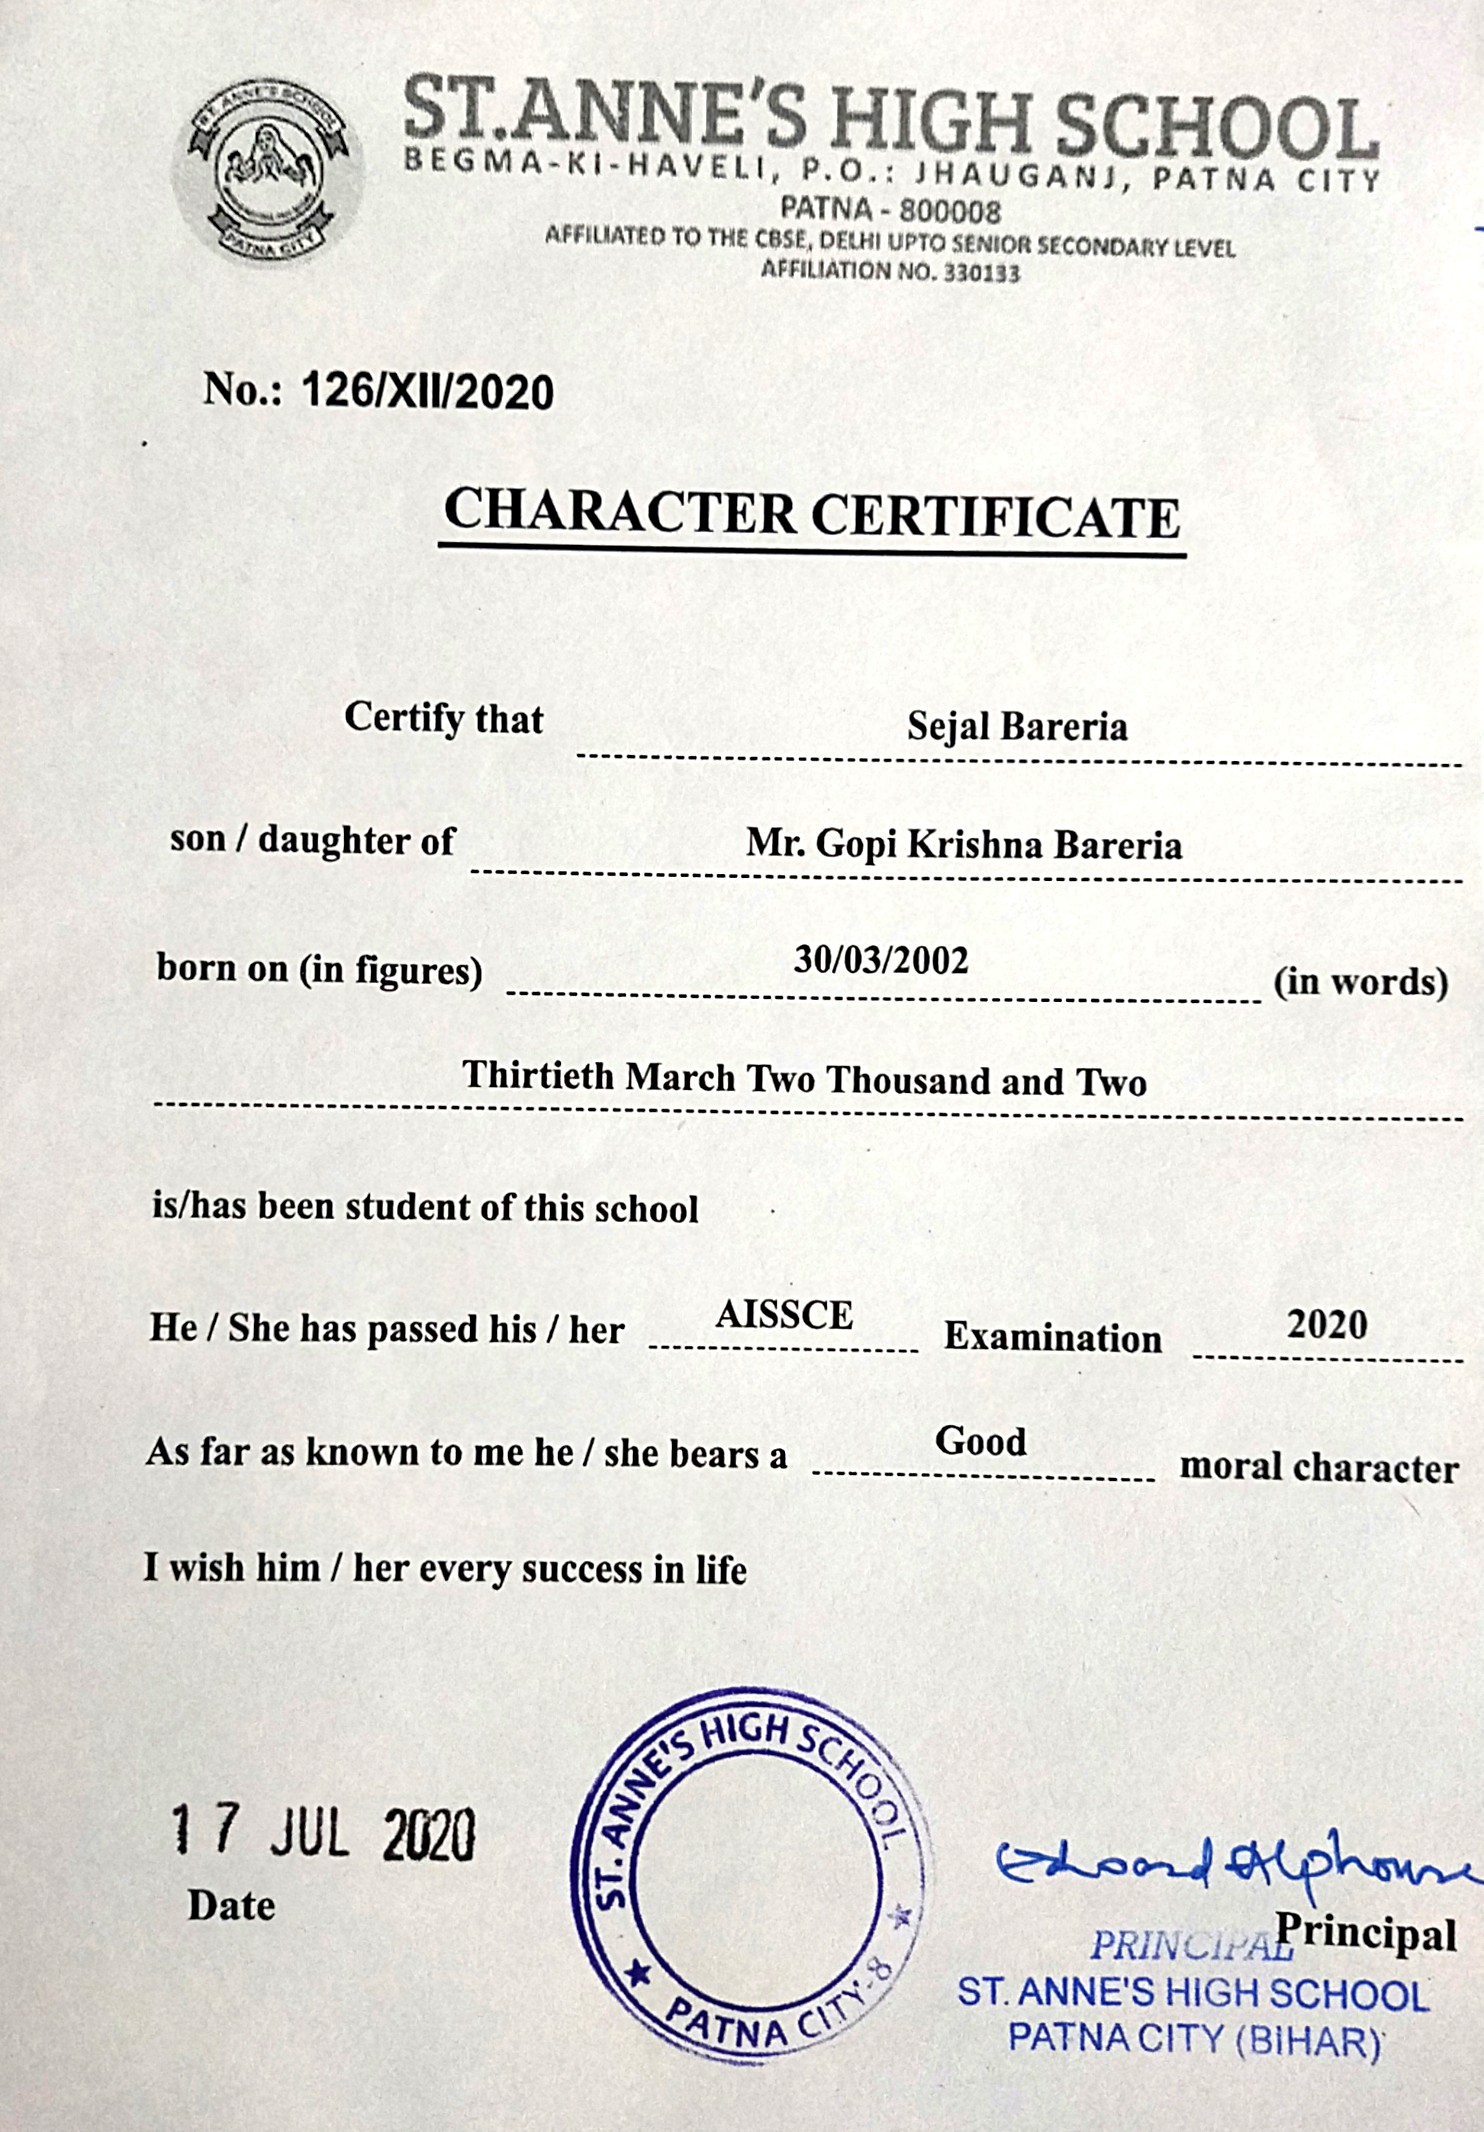 ST. ANNE'S SCHOOL
PATNA CITY
ST.ANNE'S HIGH SCHOOL
BEGMA-KI-HAVELI, P.O.: JHAUGANJ, PATNA CITY
PATNA - 800008
AFFILIATED TO THE CBSE, DELHI UPTO SENIOR SECONDARY LEVEL
AFFILIATION NO. 330133
No.: 126/XII/2020
CHARACTER CERTIFICATE
Certify that Sejal Bareria
son / daughter of Mr. Gopi Krishna Bareria
born on (in figures) 30/03/2002 (in words)
Thirtieth March Two Thousand and Two
is/has been student of this school
He / She has passed his / her AISSCE Examination 2020
As far as known to me he / she bears a Good moral character
I wish him / her every success in life
17 JUL 2020
Date
ST. ANNE'S HIGH SCHOOL
PATNA CITY-8
Edward Alphonse
Principal
PRINCIPAL
ST. ANNE'S HIGH SCHOOL
PATNA CITY (BIHAR)